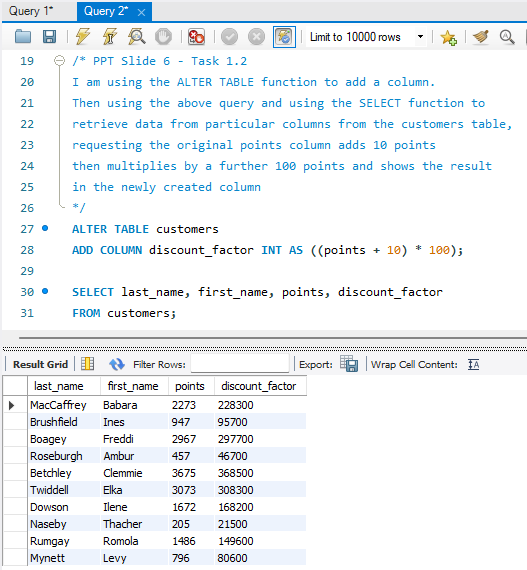 Query 1*
Query 2*
Limit to 10000 rows
19 /* PPT Slide 6 - Task 1.2
20 I am using the ALTER TABLE function to add a column.
21 Then using the above query and using the SELECT function to
22 retrieve data from particular columns from the customers table,
23 requesting the original points column adds 10 points
24 then multiplies by a further 100 points and shows the result
25 in the newly created column
26 */
27 ALTER TABLE customers
28 ADD COLUMN discount_factor INT AS ((points + 10) * 100);
29
30 SELECT last_name, first_name, points, discount_factor
31 FROM customers;
Result Grid Filter Rows: Export: Wrap Cell Content: IA
last_name first_name points discount_factor
MacCaffrey Babara 2273 228300
Brushfield Ines 947 95700
Boagey Freddi 2967 297700
Roseburgh Ambur 457 46700
Betchley Clemmie 3675 368500
Twiddell Elka 3073 308300
Dowson Ilene 1672 168200
Naseby Thacher 205 21500
Rumgay Romola 1486 149600
Mynett Levy 796 80600